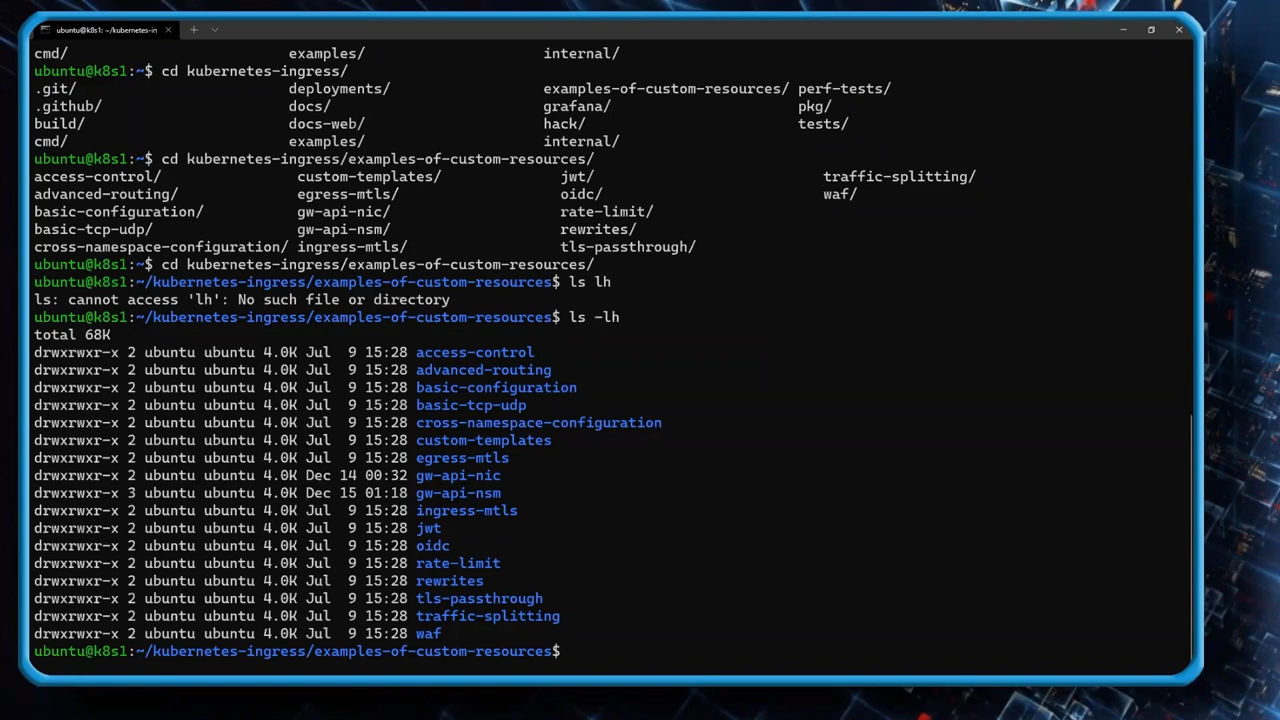 ubuntu@k8s1: ~/kubernetes-in
cmd/ examples/ internal/
ubuntu@k8s1:~$ cd kubernetes-ingress/
.git/ deployments/ examples-of-custom-resources/ perf-tests/
.github/ docs/ grafana/ pkg/
build/ docs-web/ hack/ tests/
cmd/ examples/ internal/
ubuntu@k8s1:~$ cd kubernetes-ingress/examples-of-custom-resources/
access-control/ custom-templates/ jwt/ traffic-splitting/
advanced-routing/ egress-mtls/ oidc/ waf/
basic-configuration/ gw-api-nic/ rate-limit/
basic-tcp-udp/ gw-api-nsm/ rewrites/
cross-namespace-configuration/ ingress-mtls/ tls-passthrough/
ubuntu@k8s1:~$ cd kubernetes-ingress/examples-of-custom-resources/
ubuntu@k8s1:~/kubernetes-ingress/examples-of-custom-resources$ ls lh
ls: cannot access 'lh': No such file or directory
ubuntu@k8s1:~/kubernetes-ingress/examples-of-custom-resources$ ls -lh
total 68K
drwxrwxr-x 2 ubuntu ubuntu 4.0K Jul  9 15:28 access-control
drwxrwxr-x 2 ubuntu ubuntu 4.0K Jul  9 15:28 advanced-routing
drwxrwxr-x 2 ubuntu ubuntu 4.0K Jul  9 15:28 basic-configuration
drwxrwxr-x 2 ubuntu ubuntu 4.0K Jul  9 15:28 basic-tcp-udp
drwxrwxr-x 2 ubuntu ubuntu 4.0K Jul  9 15:28 cross-namespace-configuration
drwxrwxr-x 2 ubuntu ubuntu 4.0K Jul  9 15:28 custom-templates
drwxrwxr-x 2 ubuntu ubuntu 4.0K Jul  9 15:28 egress-mtls
drwxrwxr-x 2 ubuntu ubuntu 4.0K Dec 14 00:32 gw-api-nic
drwxrwxr-x 3 ubuntu ubuntu 4.0K Dec 15 01:18 gw-api-nsm
drwxrwxr-x 2 ubuntu ubuntu 4.0K Jul  9 15:28 ingress-mtls
drwxrwxr-x 2 ubuntu ubuntu 4.0K Jul  9 15:28 jwt
drwxrwxr-x 2 ubuntu ubuntu 4.0K Jul  9 15:28 oidc
drwxrwxr-x 2 ubuntu ubuntu 4.0K Jul  9 15:28 rate-limit
drwxrwxr-x 2 ubuntu ubuntu 4.0K Jul  9 15:28 rewrites
drwxrwxr-x 2 ubuntu ubuntu 4.0K Jul  9 15:28 tls-passthrough
drwxrwxr-x 2 ubuntu ubuntu 4.0K Jul  9 15:28 traffic-splitting
drwxrwxr-x 2 ubuntu ubuntu 4.0K Jul  9 15:28 waf
ubuntu@k8s1:~/kubernetes-ingress/examples-of-custom-resources$